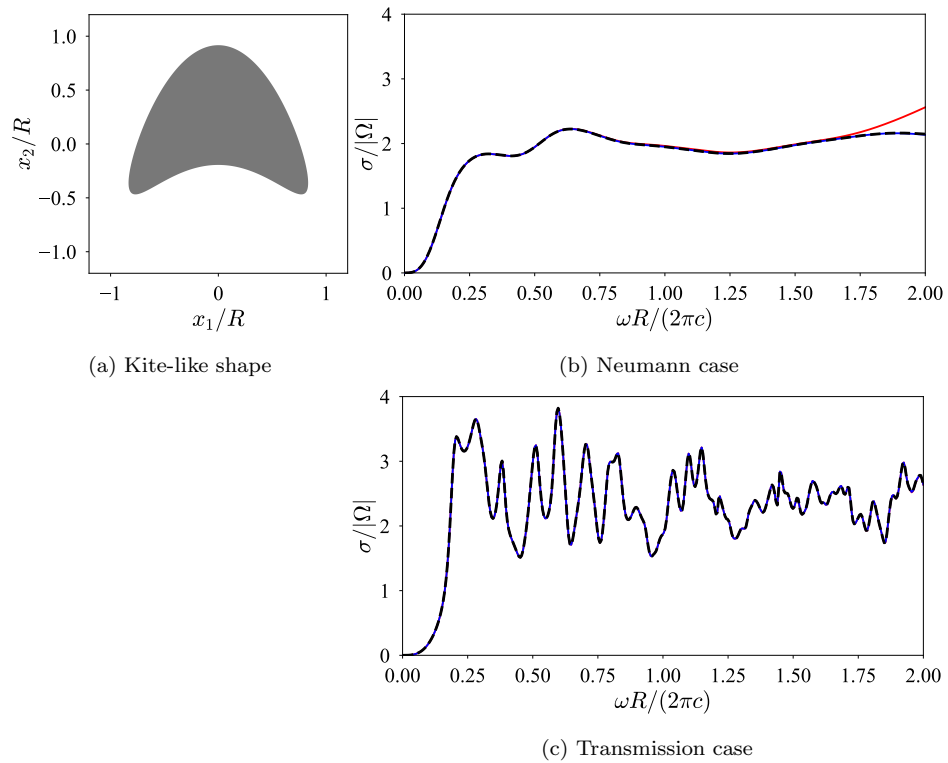 1.0
0.5
0.0
−0.5
−1.0
x₂/R
−1
0
1
x₁/R
(a) Kite-like shape
4
3
2
1
0
σ/|Ω|
0.00 0.25 0.50 0.75 1.00 1.25 1.50 1.75 2.00
ωR/(2πc)
(b) Neumann case
4
3
2
1
0
σ/|Ω|
0.00 0.25 0.50 0.75 1.00 1.25 1.50 1.75 2.00
ωR/(2πc)
(c) Transmission case